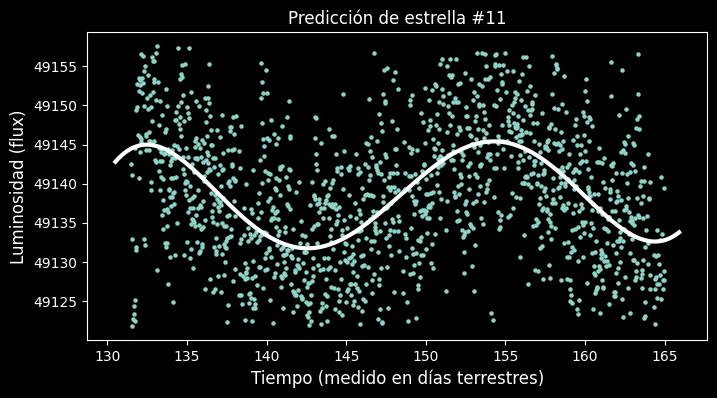 Predicción de estrella #11
Luminosidad (flux)
49155
49150
49145
49140
49135
49130
49125
130 135 140 145 150 155 160 165
Tiempo (medido en días terrestres)